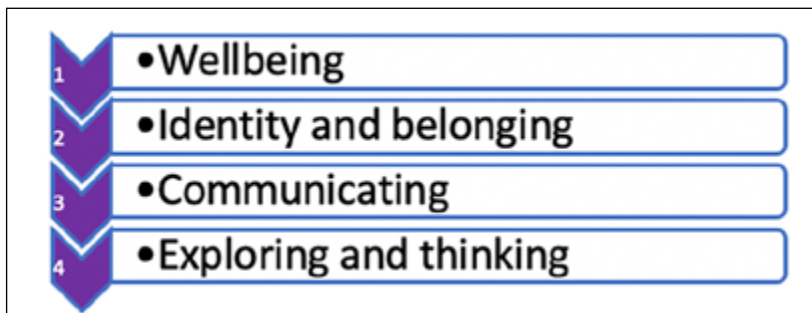 1 •Wellbeing
2 •Identity and belonging
3 •Communicating
4 •Exploring and thinking